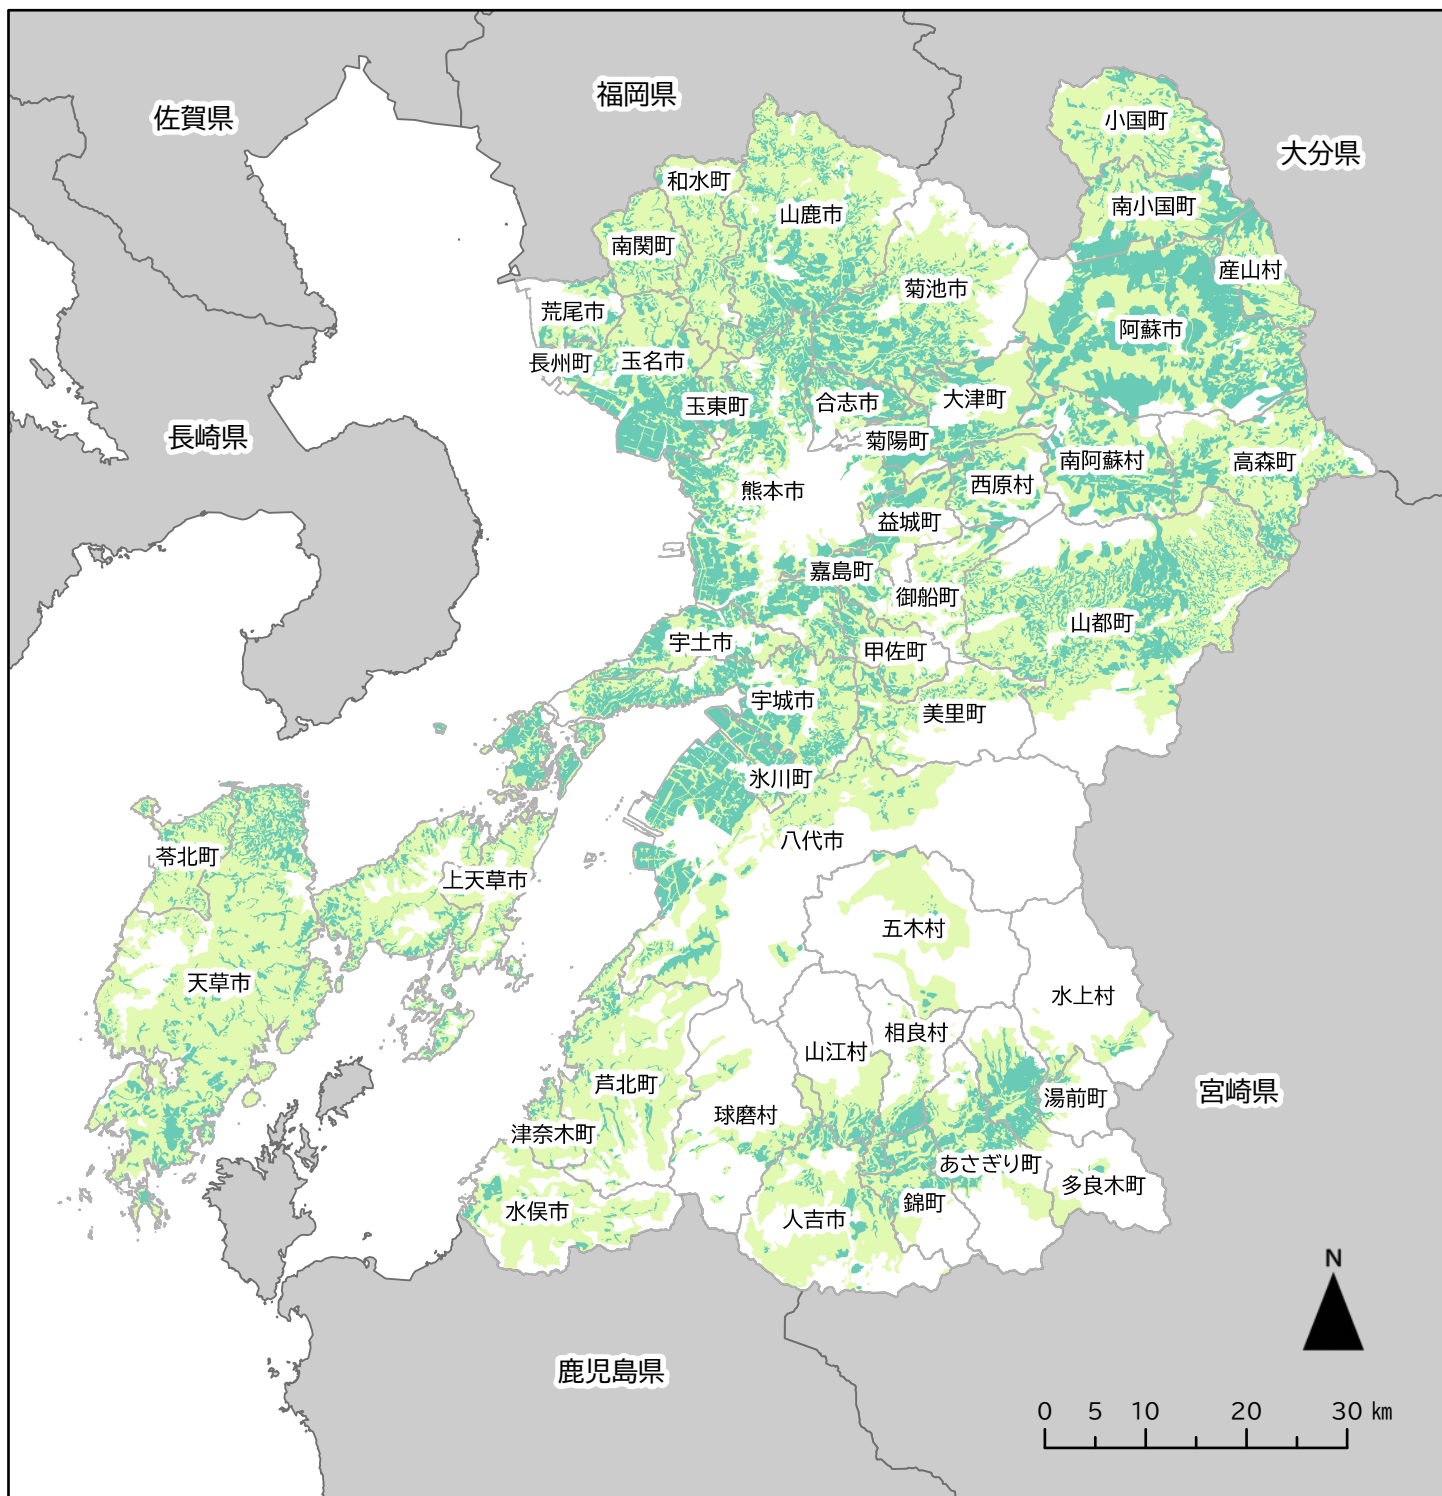 福岡県
佐賀県
小国町
大分県
和水町
山鹿市
南小国町
南関町
産山村
菊池市
荒尾市
阿蘇市
長州町
玉名市
玉東町
合志市
大津町
長崎県
菊陽町
南阿蘇村
高森町
熊本市
西原村
益城町
嘉島町
御船町
山都町
宇土市
甲佐町
宇城市
美里町
氷川町
八代市
苓北町
上天草市
五木村
天草市
水上村
相良村
山江村
芦北町
湯前町
宮崎県
球磨村
津奈木町
あさぎり町
多良木町
錦町
水俣市
人吉市
N
鹿児島県
0 5 10 20 30 ㎞